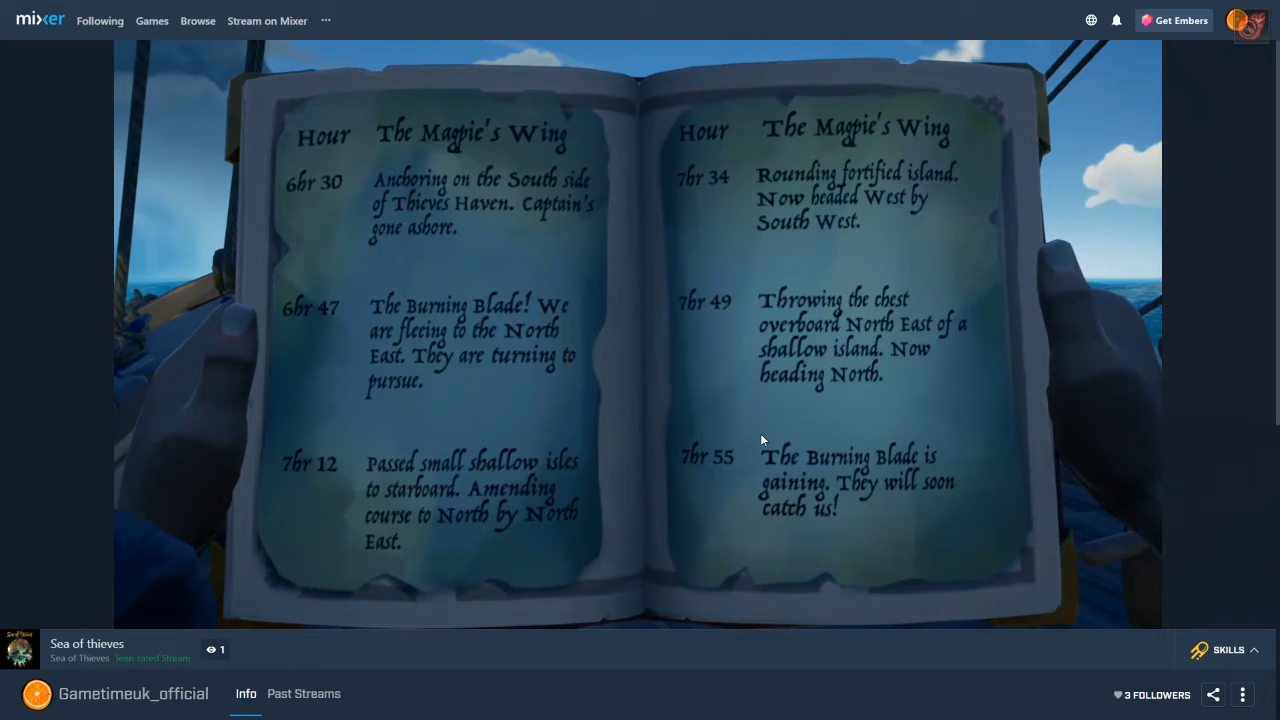 mixer Following Games Browse Stream on Mixer ··· Get Embers
Hour The Magpie's Wing
6hr 30 Anchoring on the South side
of Thieves Haven. Captain's
gone ashore.
6hr 47 The Burning Blade! We
are fleeing to the North
East. They are turning to
pursue.
7hr 12 Passed small shallow isles
to starboard. Amending
course to North by North
East.
Hour The Magpie's Wing
7hr 34 Rounding fortified island.
Now headed West by
South West.
7hr 49 Throwing the chest
overboard North East of a
shallow island. Now
heading North.
7hr 55 The Burning Blade is
gaining. They will soon
catch us!
Sea of thieves 1
Sea of Thieves Teen-rated Stream
SKILLS
Gametimeuk_official Info Past Streams 3 FOLLOWERS